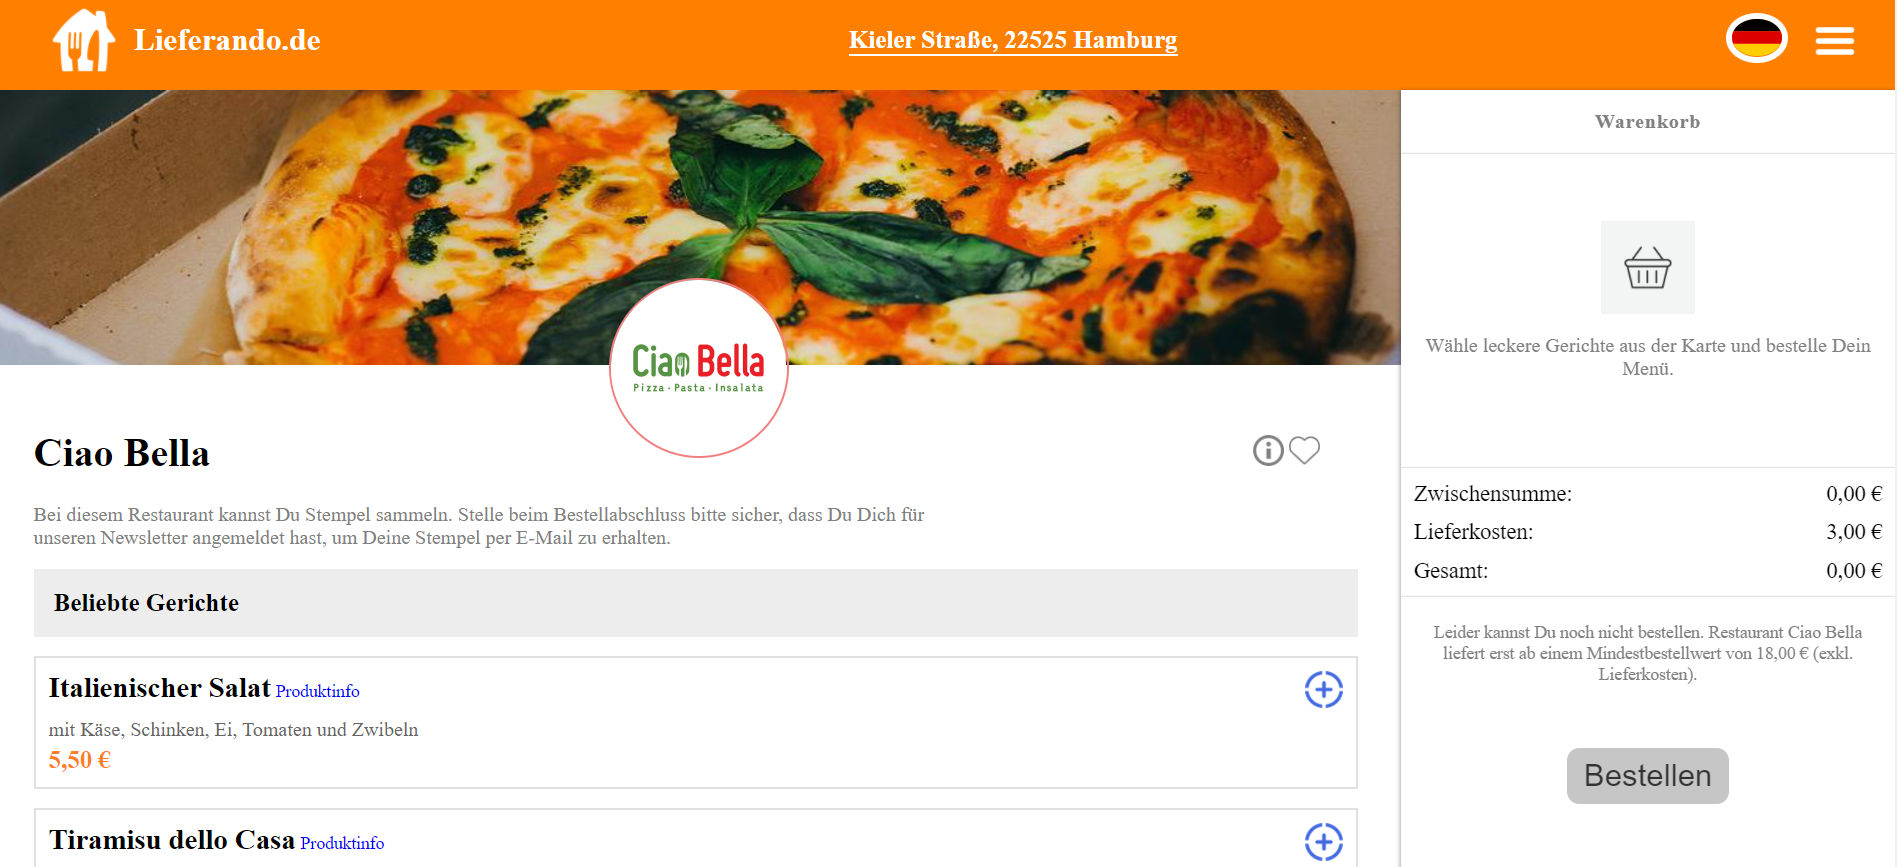 Lieferando.de
Kieler Straße, 22525 Hamburg
Ciao Bella
Pizza · Pasta · Insalata
Ciao Bella
Bei diesem Restaurant kannst Du Stempel sammeln. Stelle beim Bestellabschluss bitte sicher, dass Du Dich für
unseren Newsletter angemeldet hast, um Deine Stempel per E-Mail zu erhalten.
Beliebte Gerichte
Italienischer Salat Produktinfo
mit Käse, Schinken, Ei, Tomaten und Zwibeln
5,50 €
Tiramisu dello Casa Produktinfo
Warenkorb
Wähle leckere Gerichte aus der Karte und bestelle Dein
Menü.
Zwischensumme: 0,00 €
Lieferkosten: 3,00 €
Gesamt: 0,00 €
Leider kannst Du noch nicht bestellen. Restaurant Ciao Bella
liefert erst ab einem Mindestbestellwert von 18,00 € (exkl.
Lieferkosten).
Bestellen